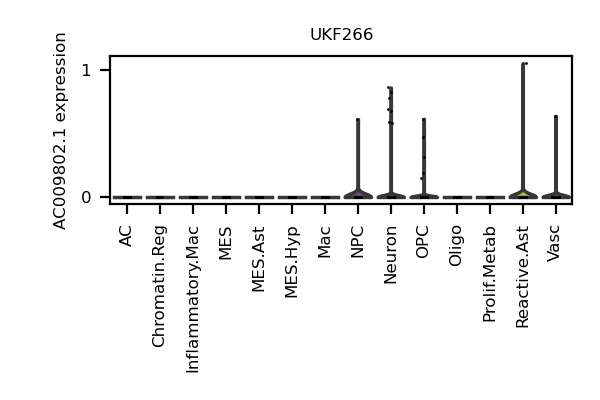 UKF266
AC009802.1 expression
1
0
AC
Chromatin.Reg
Inflammatory.Mac
MES
MES.Ast
MES.Hyp
Mac
NPC
Neuron
OPC
Oligo
Prolif.Metab
Reactive.Ast
Vasc